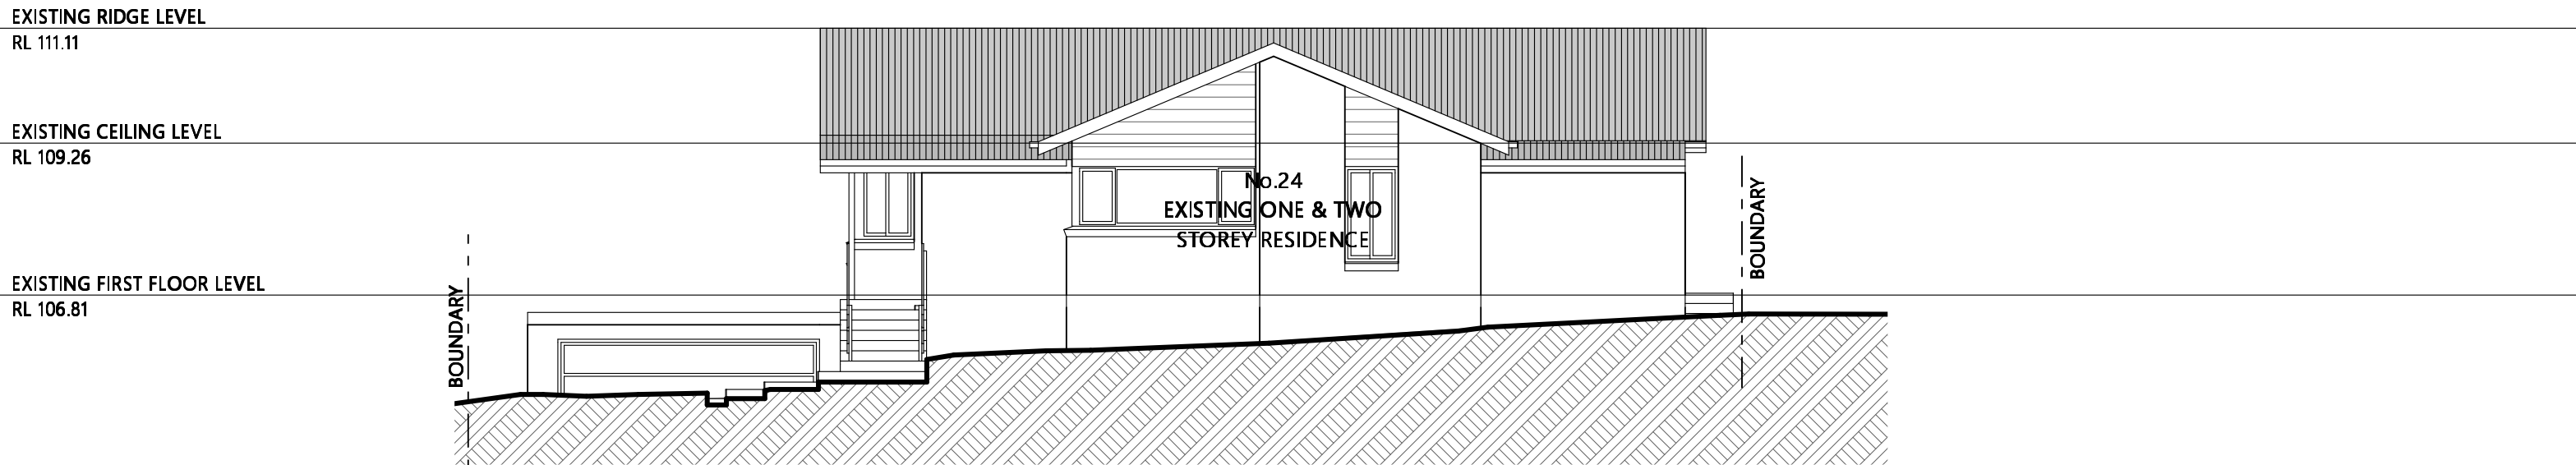 EXISTING RIDGE LEVEL
RL 111.11
EXISTING CEILING LEVEL
RL 109.26
No.24
EXISTING ONE & TWO
STOREY RESIDENCE
BOUNDARY
EXISTING FIRST FLOOR LEVEL
RL 106.81
BOUNDARY